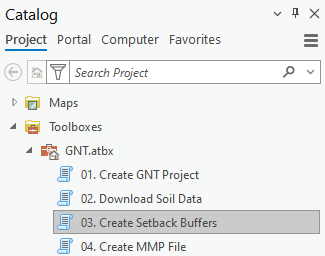 Catalog
Project Portal Computer Favorites
Search Project
Maps
Toolboxes
GNT.atbx
01. Create GNT Project
02. Download Soil Data
03. Create Setback Buffers
04. Create MMP File